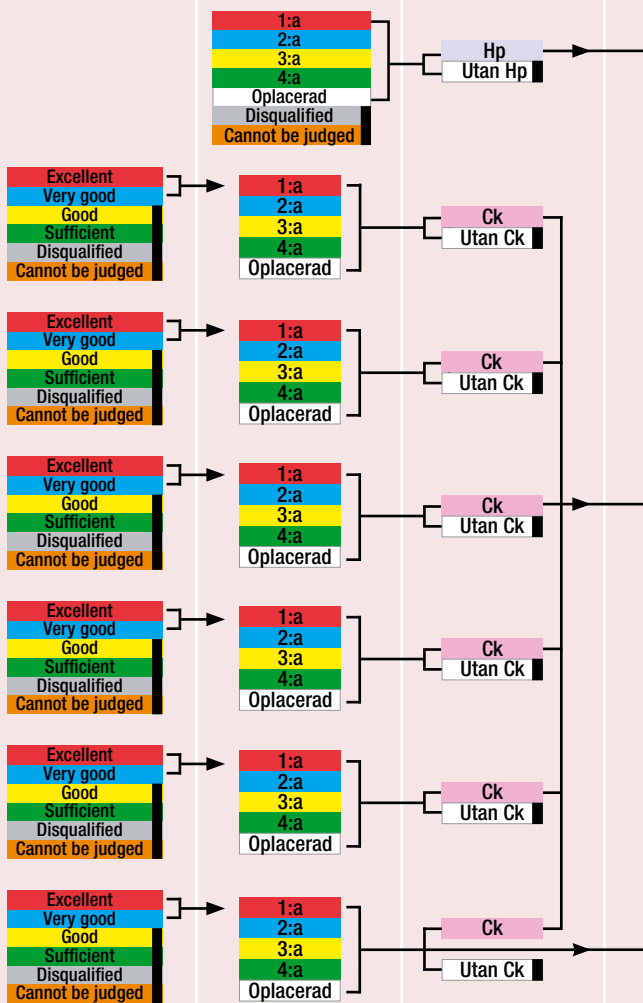 1:a
2:a
3:a
4:a
Oplacerad
Disqualified
Cannot be judged
Hp
Utan Hp
Excellent
Very good
Good
Sufficient
Disqualified
Cannot be judged
1:a
2:a
3:a
4:a
Oplacerad
Ck
Utan Ck
Excellent
Very good
Good
Sufficient
Disqualified
Cannot be judged
1:a
2:a
3:a
4:a
Oplacerad
Ck
Utan Ck
Excellent
Very good
Good
Sufficient
Disqualified
Cannot be judged
1:a
2:a
3:a
4:a
Oplacerad
Ck
Utan Ck
Excellent
Very good
Good
Sufficient
Disqualified
Cannot be judged
1:a
2:a
3:a
4:a
Oplacerad
Ck
Utan Ck
Excellent
Very good
Good
Sufficient
Disqualified
Cannot be judged
1:a
2:a
3:a
4:a
Oplacerad
Ck
Utan Ck
Excellent
Very good
Good
Sufficient
Disqualified
Cannot be judged
1:a
2:a
3:a
4:a
Oplacerad
Ck
Utan Ck